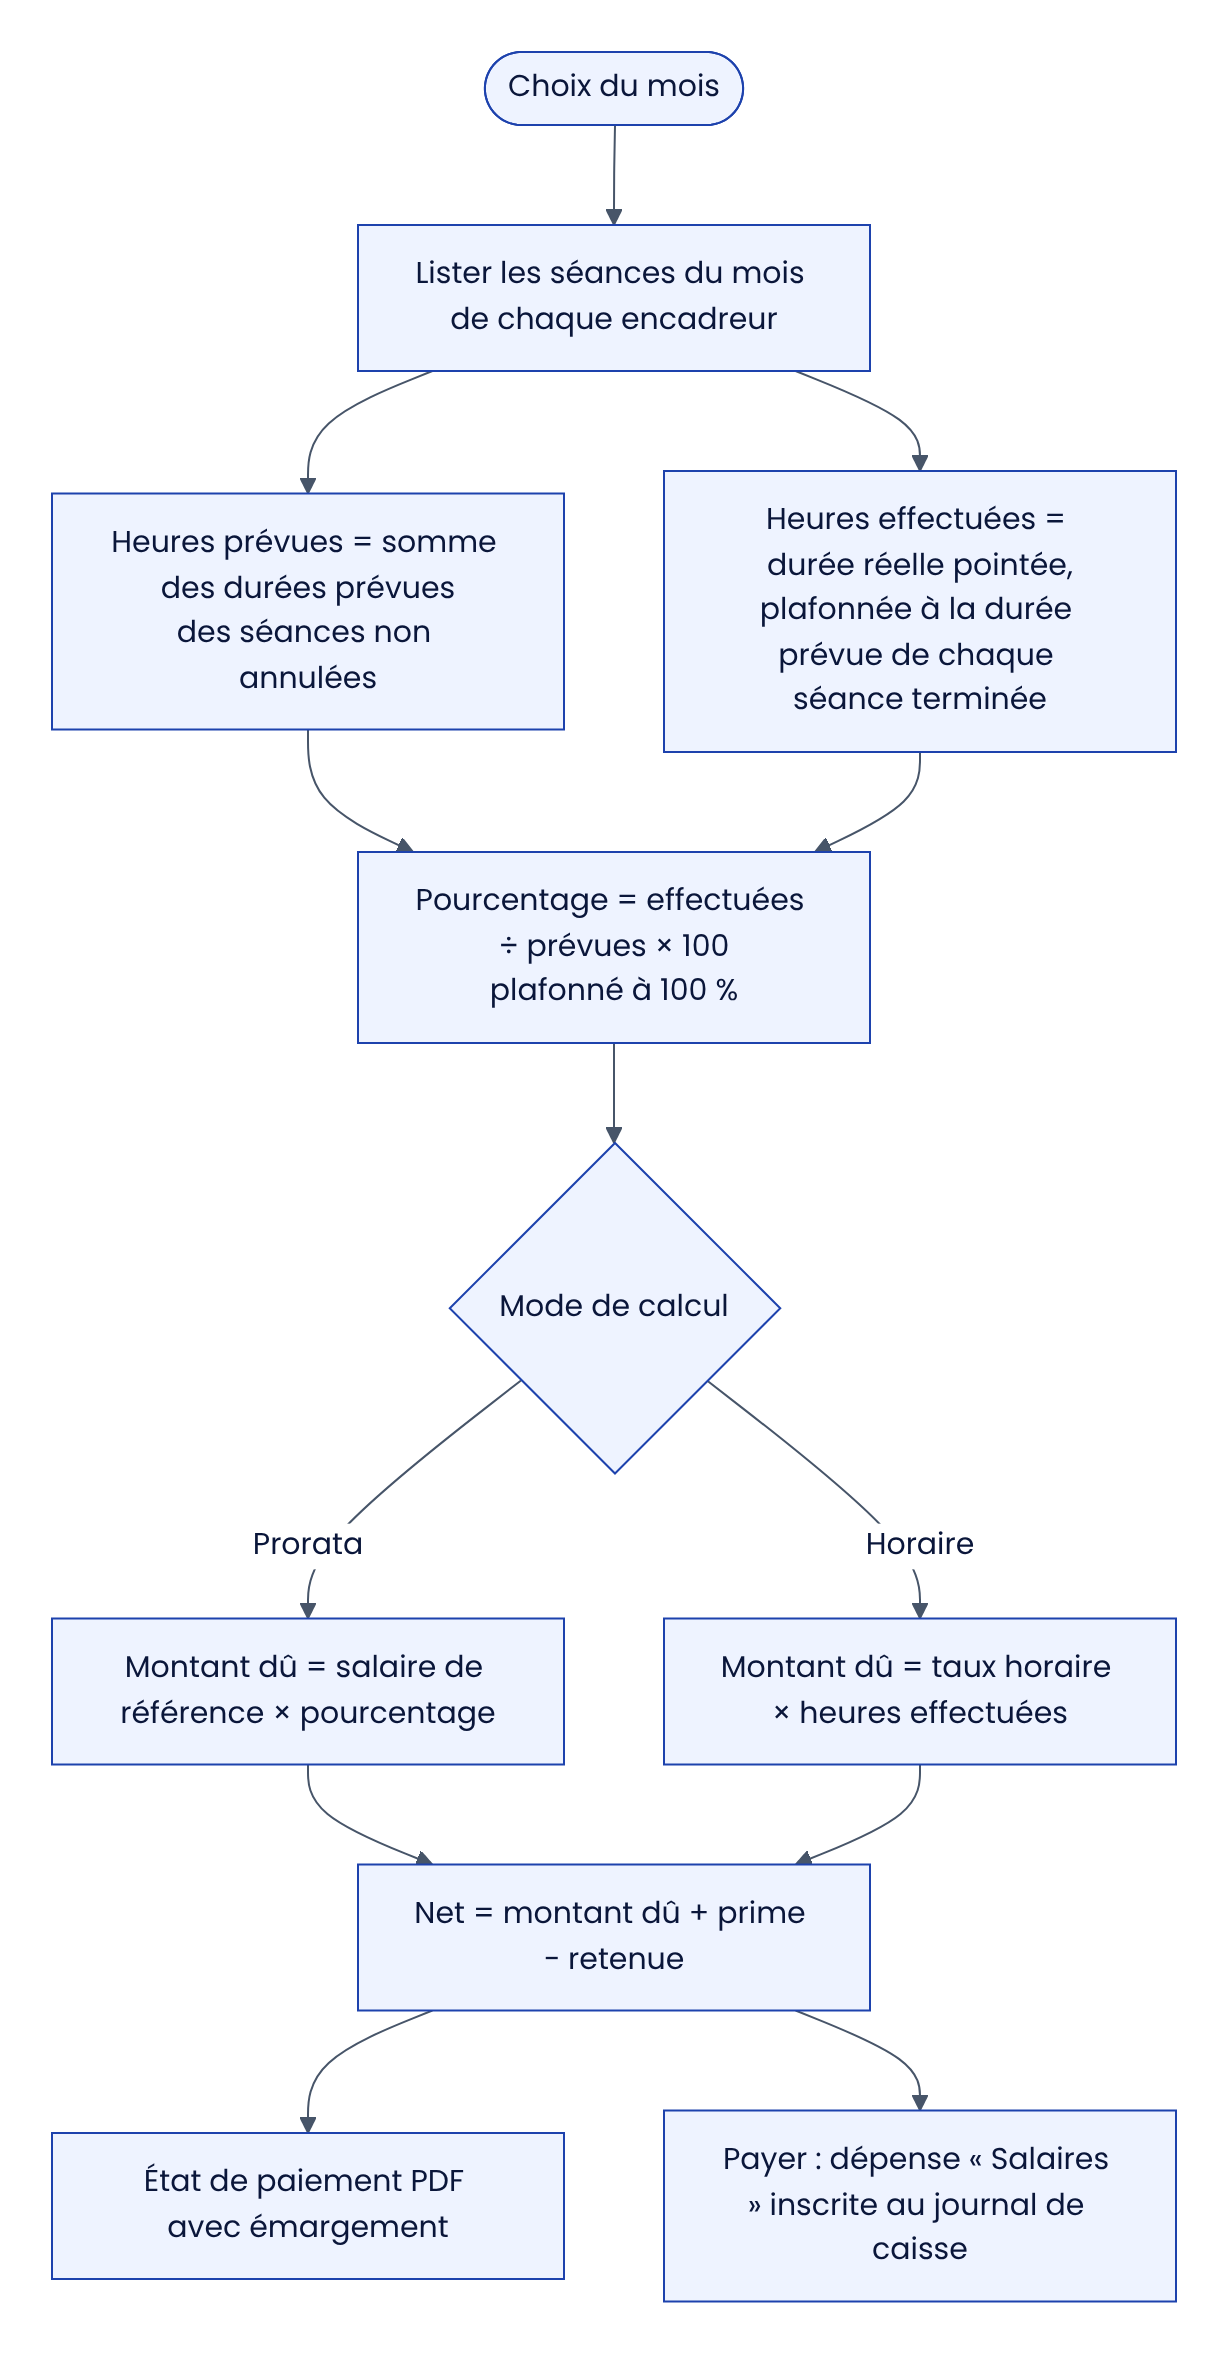 Choix du mois
Lister les séances du mois
de chaque encadreur
Heures prévues = somme
des durées prévues
des séances non
annulées
Heures effectuées =
durée réelle pointée,
plafonnée à la durée
prévue de chaque
séance terminée
Pourcentage = effectuées
÷ prévues × 100
plafonné à 100 %
Mode de calcul
Prorata
Horaire
Montant dû = salaire de
référence × pourcentage
Montant dû = taux horaire
× heures effectuées
Net = montant dû + prime
− retenue
État de paiement PDF
avec émargement
Payer : dépense « Salaires
» inscrite au journal de
caisse